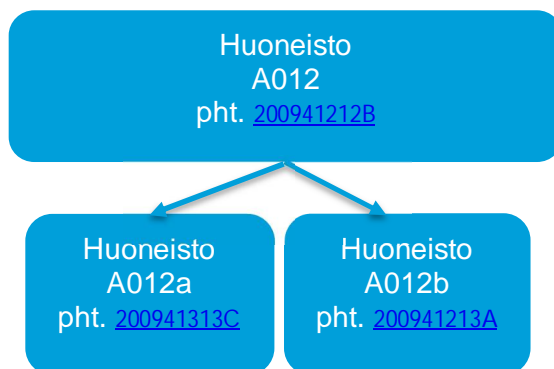 Huoneisto
A012
pht. 200941212B
Huoneisto
A012a
pht. 200941313C
Huoneisto
A012b
pht. 200941213A